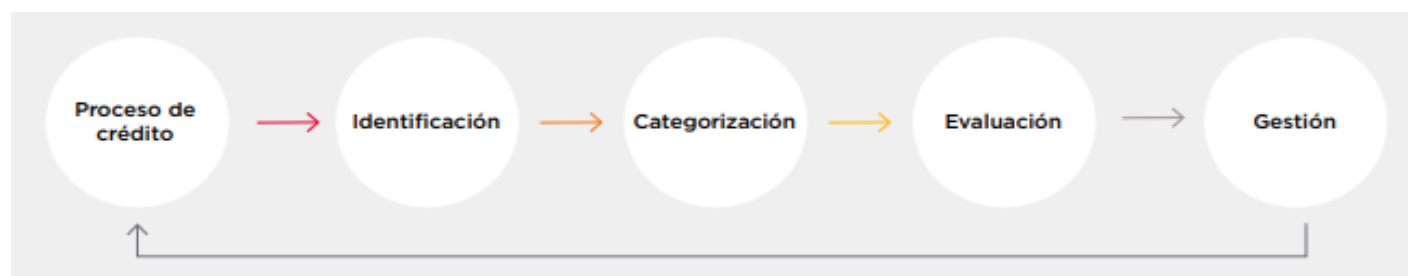 Proceso de
crédito
Identificación
Categorización
Evaluación
Gestión